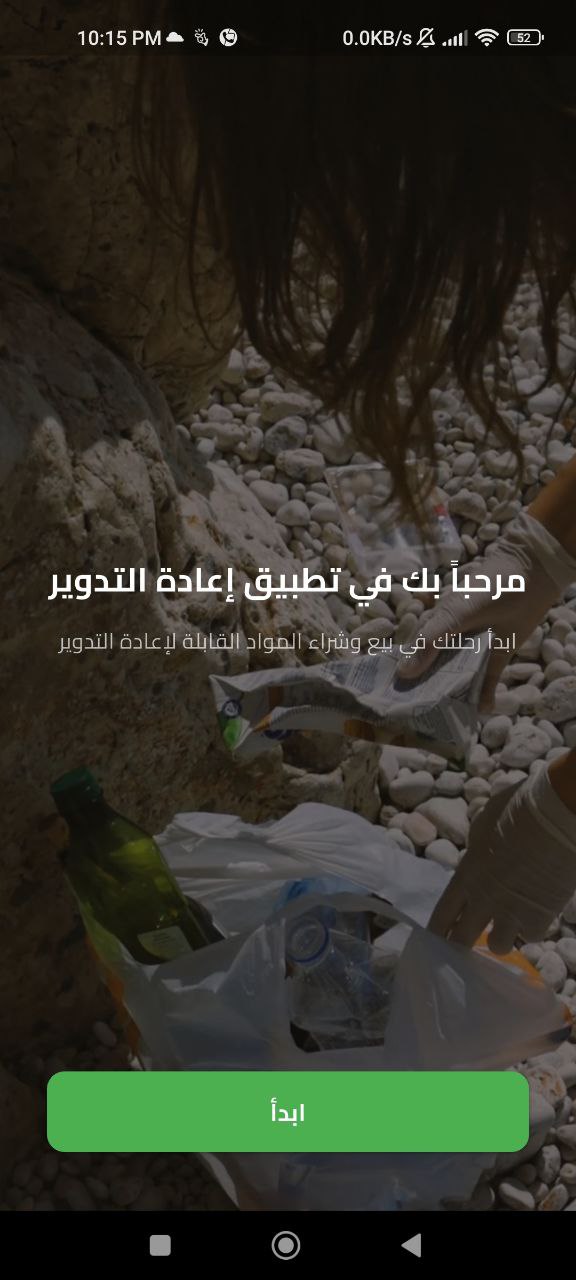 10:15 PM 0.0KB/s 52
مرحباً بك في تطبيق إعادة التدوير
ابدأ رحلتك في بيع وشراء المواد القابلة لإعادة التدوير
ابدأ